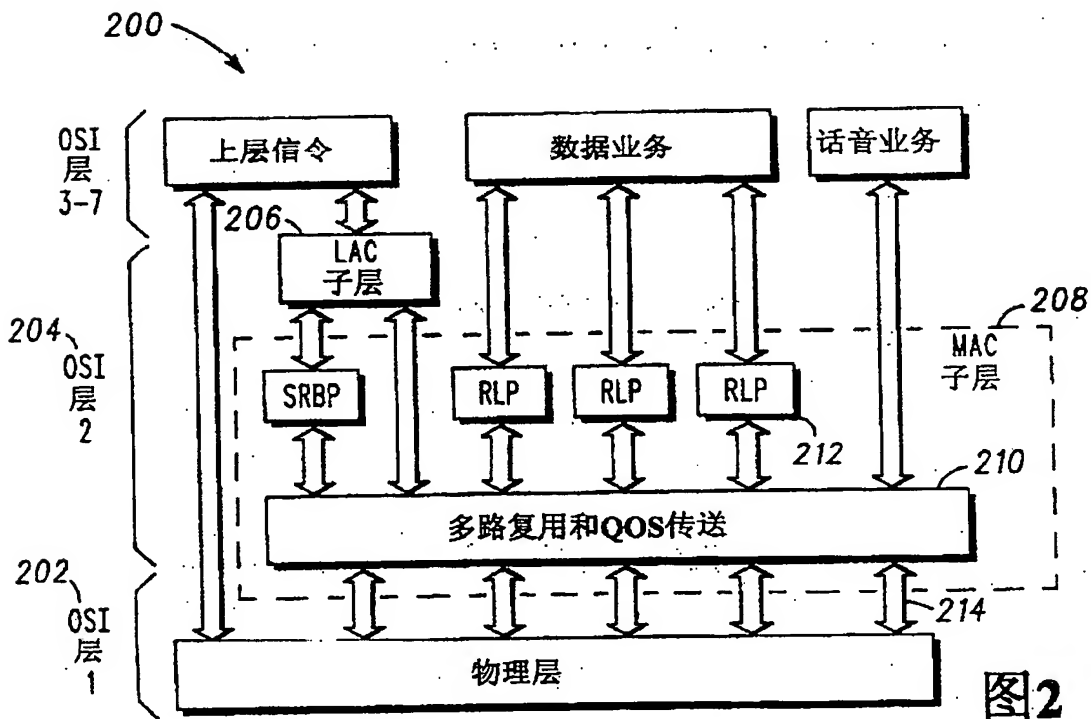 200
OSI
层
3-7
上层信令
数据业务
话音业务
206
LAC
子层
204
OSI
层
2
208
MAC
子层
SRBP
RLP
RLP
RLP
212
210
多路复用和QOS传送
202
OSI
层
1
214
物理层
图2